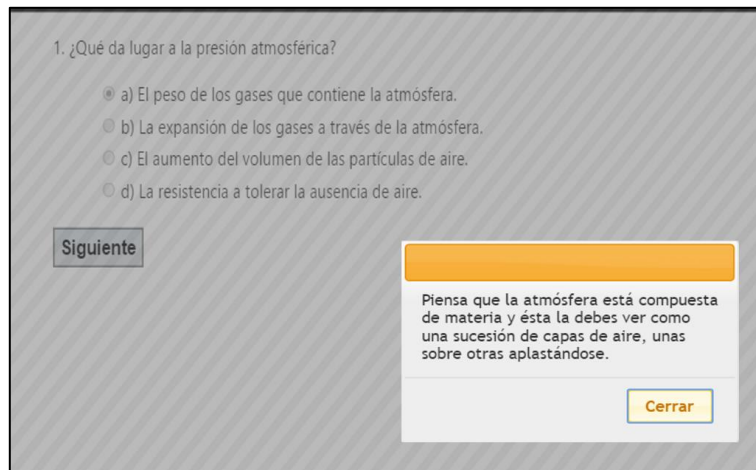 1. ¿Qué da lugar a la presión atmosférica?
a) El peso de los gases que contiene la atmósfera.
b) La expansión de los gases a través de la atmósfera.
c) El aumento del volumen de las partículas de aire.
d) La resistencia a tolerar la ausencia de aire.
Siguiente
Piensa que la atmósfera está compuesta
de materia y ésta la debes ver como
una sucesión de capas de aire, unas
sobre otras aplastándose.
Cerrar